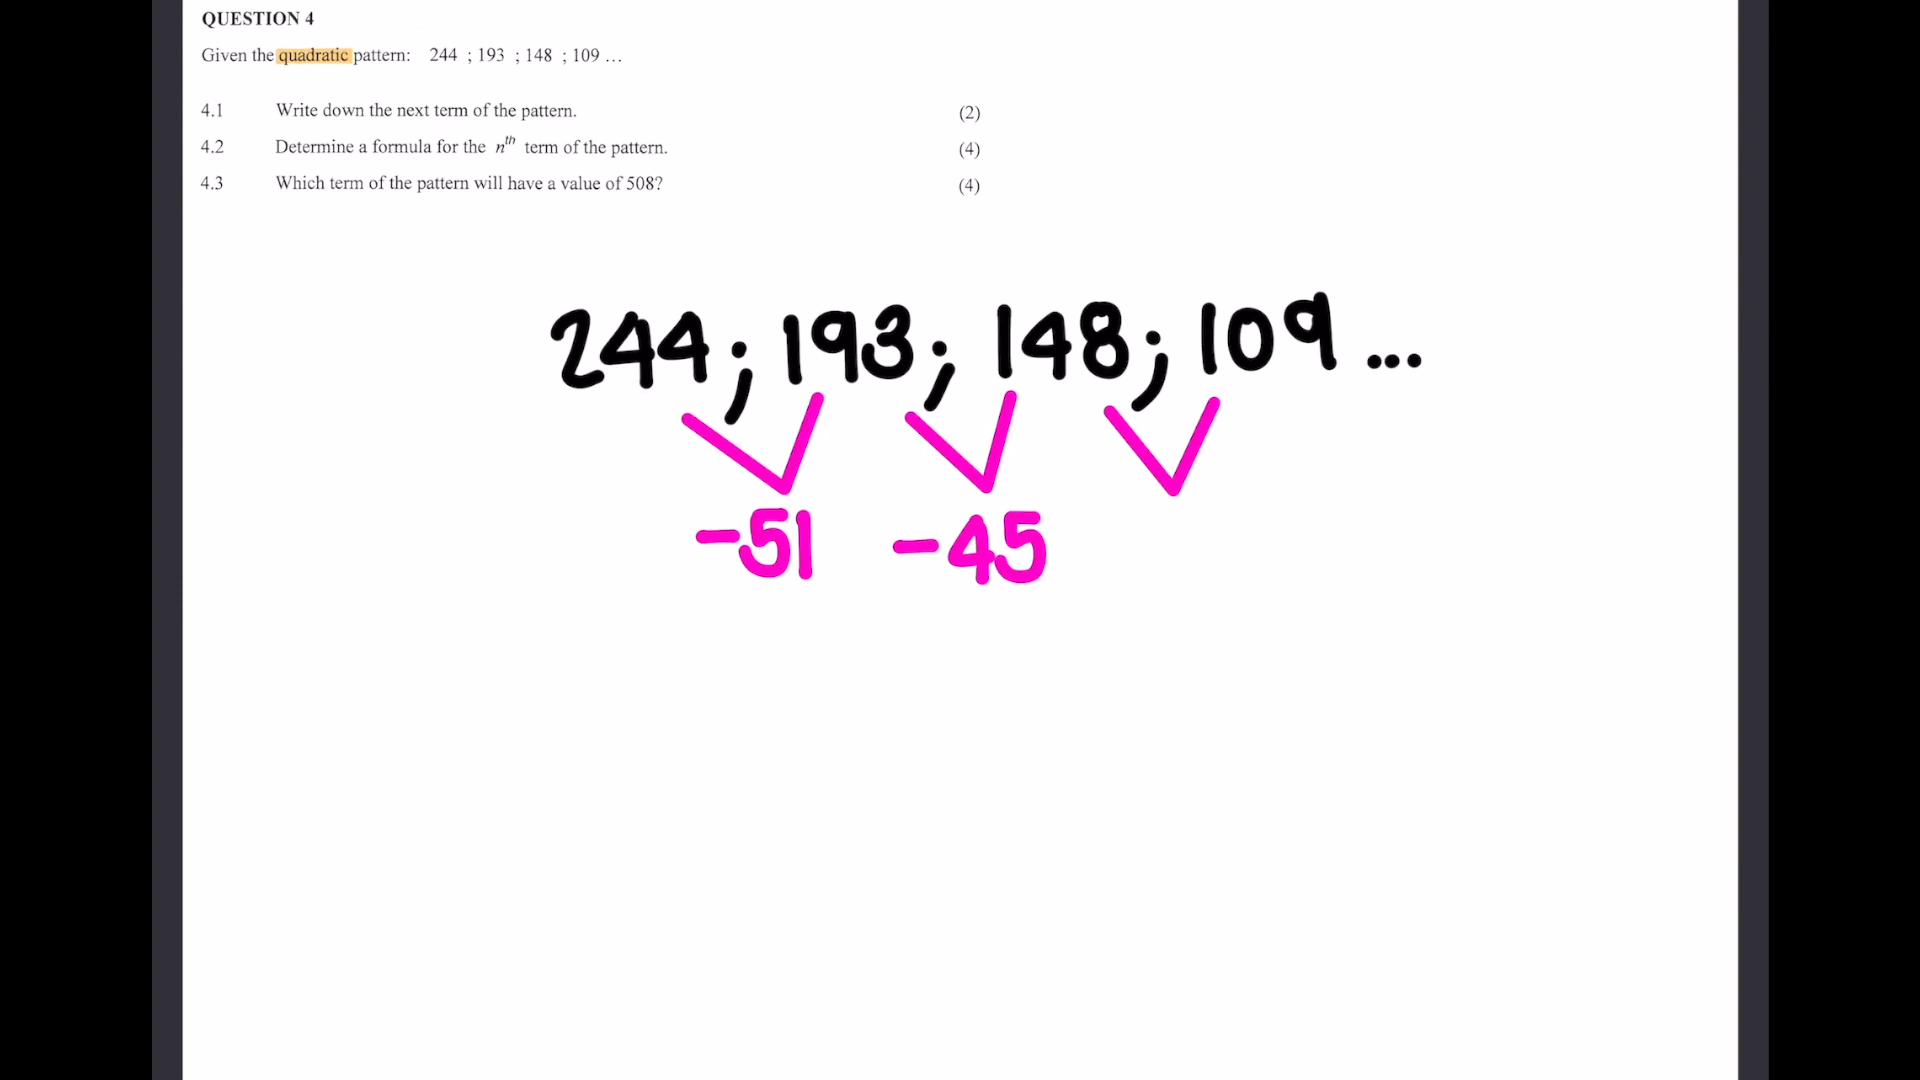 QUESTION 4
Given the quadratic pattern: 244 ; 193 ; 148 ; 109 ...
4.1 Write down the next term of the pattern. (2)
4.2 Determine a formula for the nth term of the pattern. (4)
4.3 Which term of the pattern will have a value of 508? (4)
244; 193; 148; 109 ...
-51 -45